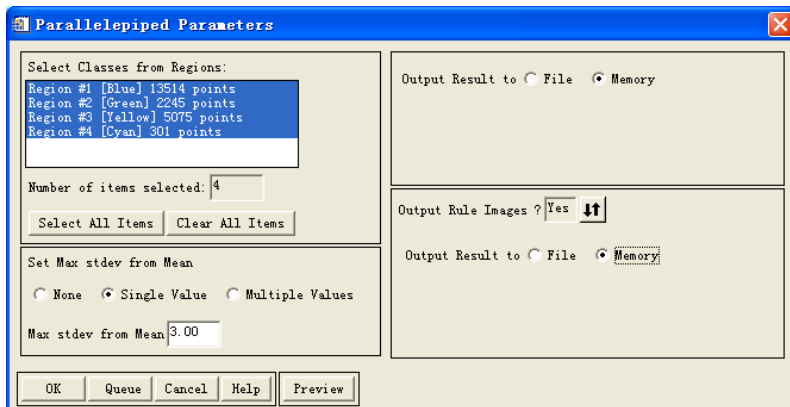 Parallelepiped Parameters
Select Classes from Regions:
Region #1 [Blue] 13514 points
Region #2 [Green] 2245 points
Region #3 [Yellow] 5075 points
Region #4 [Cyan] 301 points
Number of items selected: 4
Select All Items Clear All Items
Set Max stdev from Mean
None Single Value Multiple Values
Max stdev from Mean 3.00
OK Queue Cancel Help Preview
Output Result to File Memory
Output Rule Images ? Yes
Output Result to File Memory